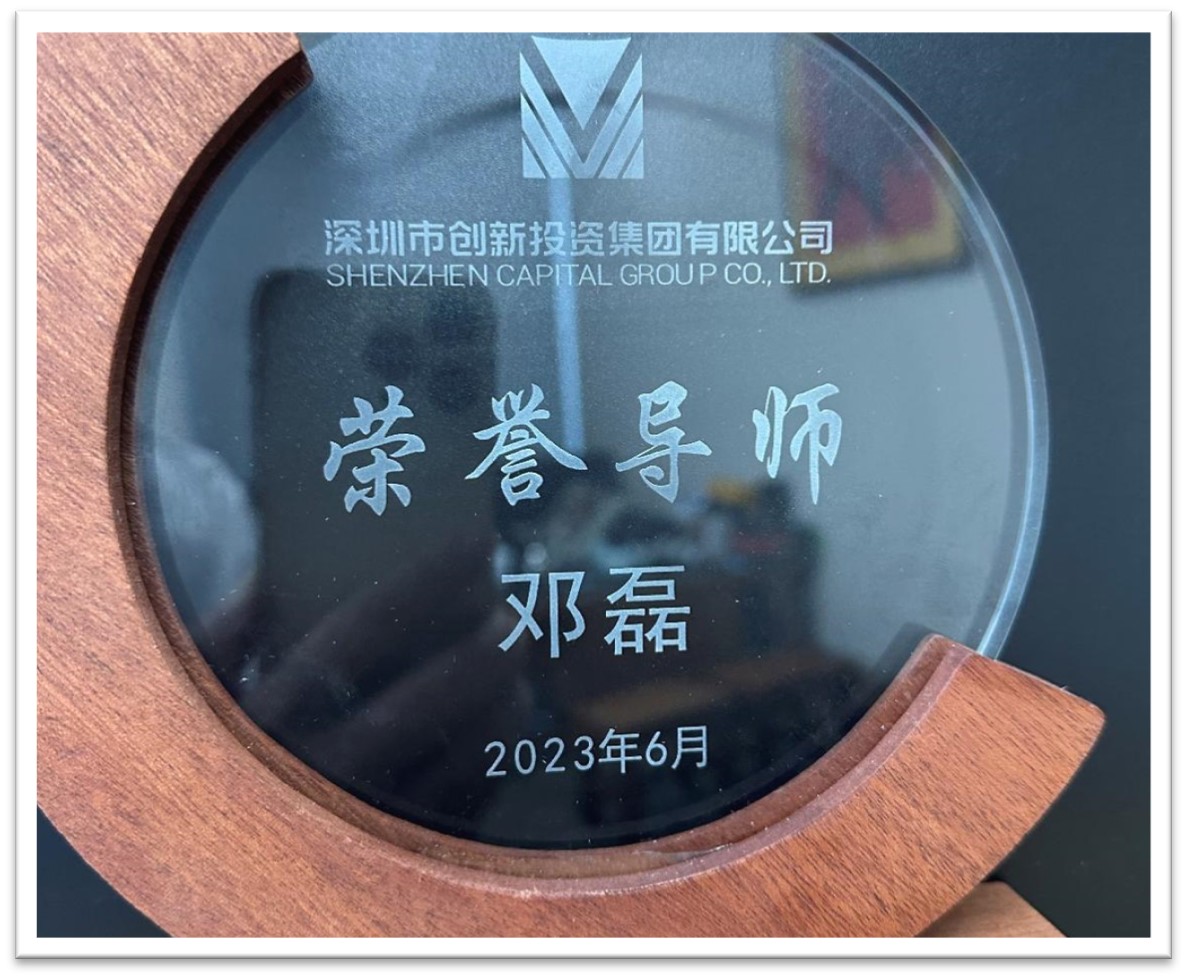 深圳市创新投资集团有限公司
SHENZHEN CAPITAL GROUP CO., LTD.
荣誉导师
邓磊
2023年6月